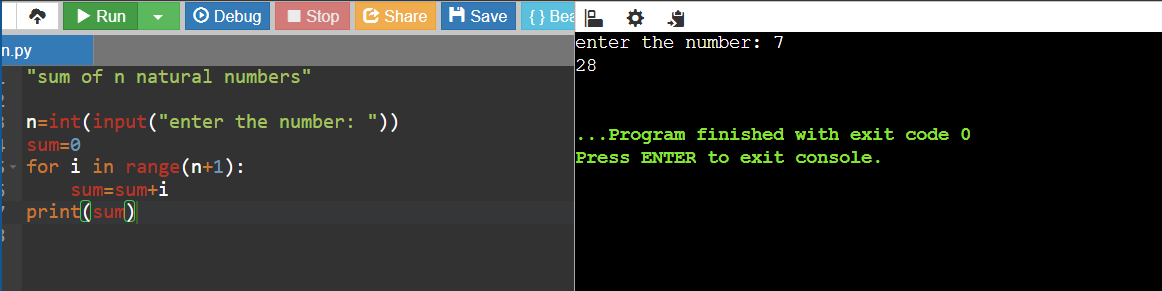 Run Debug Stop Share Save { } Bea
n.py
"sum of n natural numbers"
n=int(input("enter the number: "))
sum=0
for i in range(n+1):
sum=sum+i
print(sum)
enter the number: 7
28
...Program finished with exit code 0
Press ENTER to exit console.